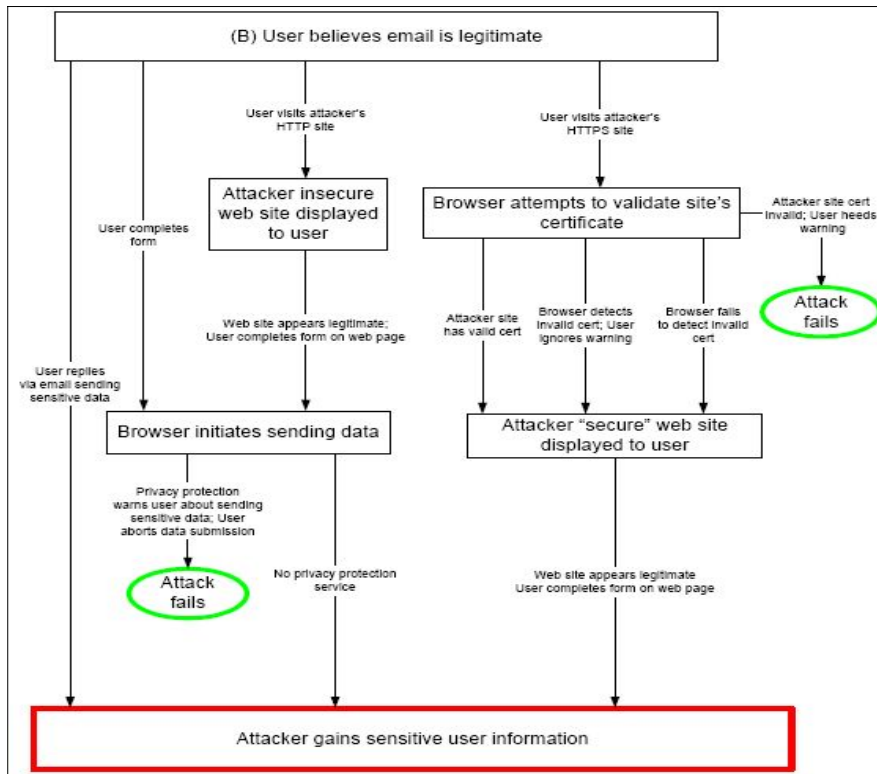 (B) User believes email is legitimate
User visits attacker's
HTTP site
User visits attacker's
HTTPS site
Attacker insecure
web site displayed
to user
Browser attempts to validate site's
certificate
Attacker site cert
invalid; User heeds
warning
User completes
form
Attack
fails
Web site appears legitimate;
User completes form on web page
Attacker site
has valid cert
Browser detects
invalid cert; User
ignores warning
Browser fails
to detect invalid
cert
User replies
via email sending
sensitive data
Browser initiates sending data
Attacker “secure” web site
displayed to user
Privacy protection
warns user about sending
sensitive data; User
aborts data submission
No privacy protection
service
Web site appears legitimate
User completes form on web page
Attack
fails
Attacker gains sensitive user information